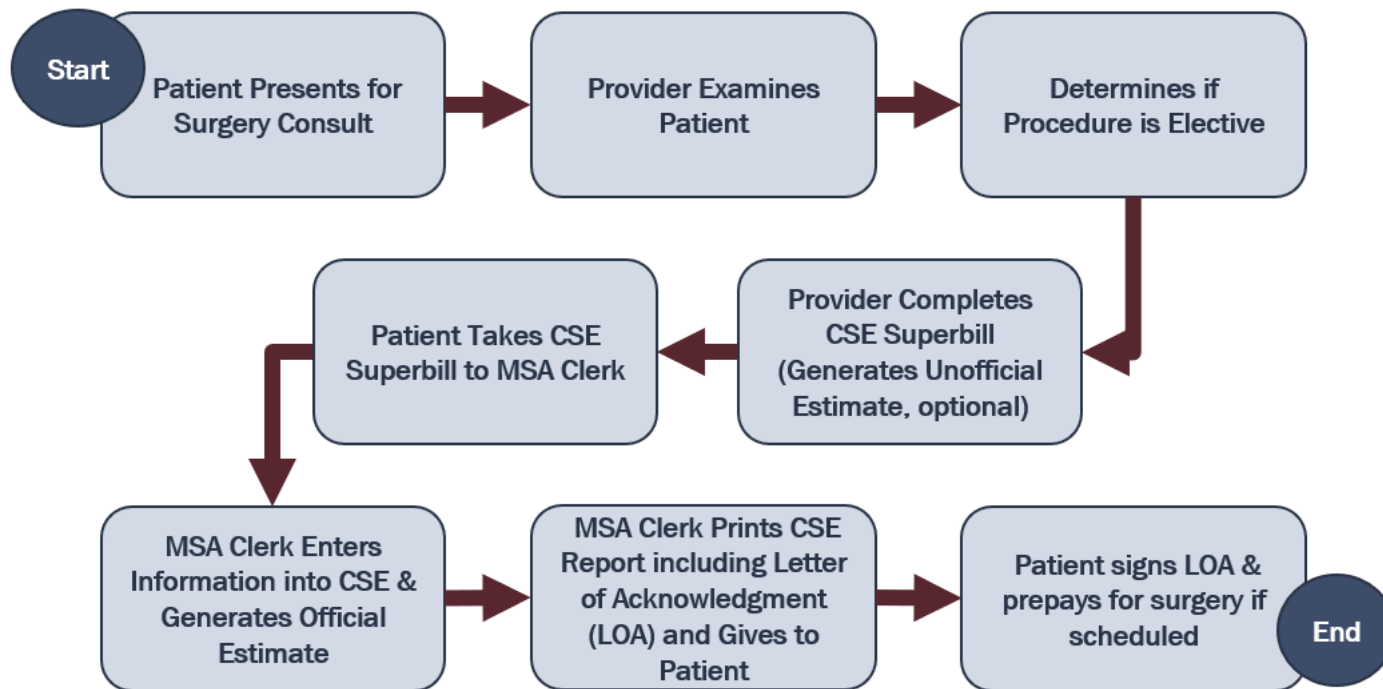 Start
Patient Presents for
Surgery Consult
Provider Examines
Patient
Determines if
Procedure is Elective
Provider Completes
CSE Superbill
(Generates Unofficial
Estimate, optional)
Patient Takes CSE
Superbill to MSA Clerk
MSA Clerk Enters
Information into CSE &
Generates Official
Estimate
MSA Clerk Prints CSE
Report including Letter
of Acknowledgment
(LOA) and Gives to
Patient
Patient signs LOA &
prepays for surgery if
scheduled
End